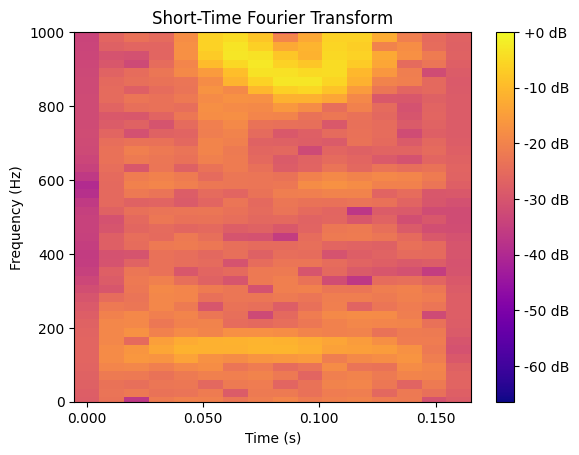 Short-Time Fourier Transform
1000
800
600
400
200
0
Frequency (Hz)
0.000
0.050
0.100
0.150
Time (s)
+0 dB
-10 dB
-20 dB
-30 dB
-40 dB
-50 dB
-60 dB